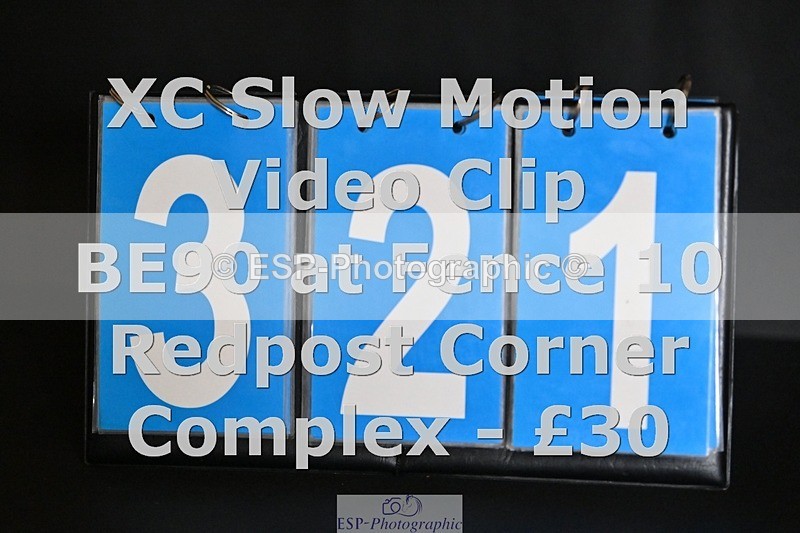 XC Slow Motion
Video Clip
BE90 at Fence 10
© ESP-Photographic ©
Redpost Corner
Complex - £30
3 2 1
ESP-Photographic